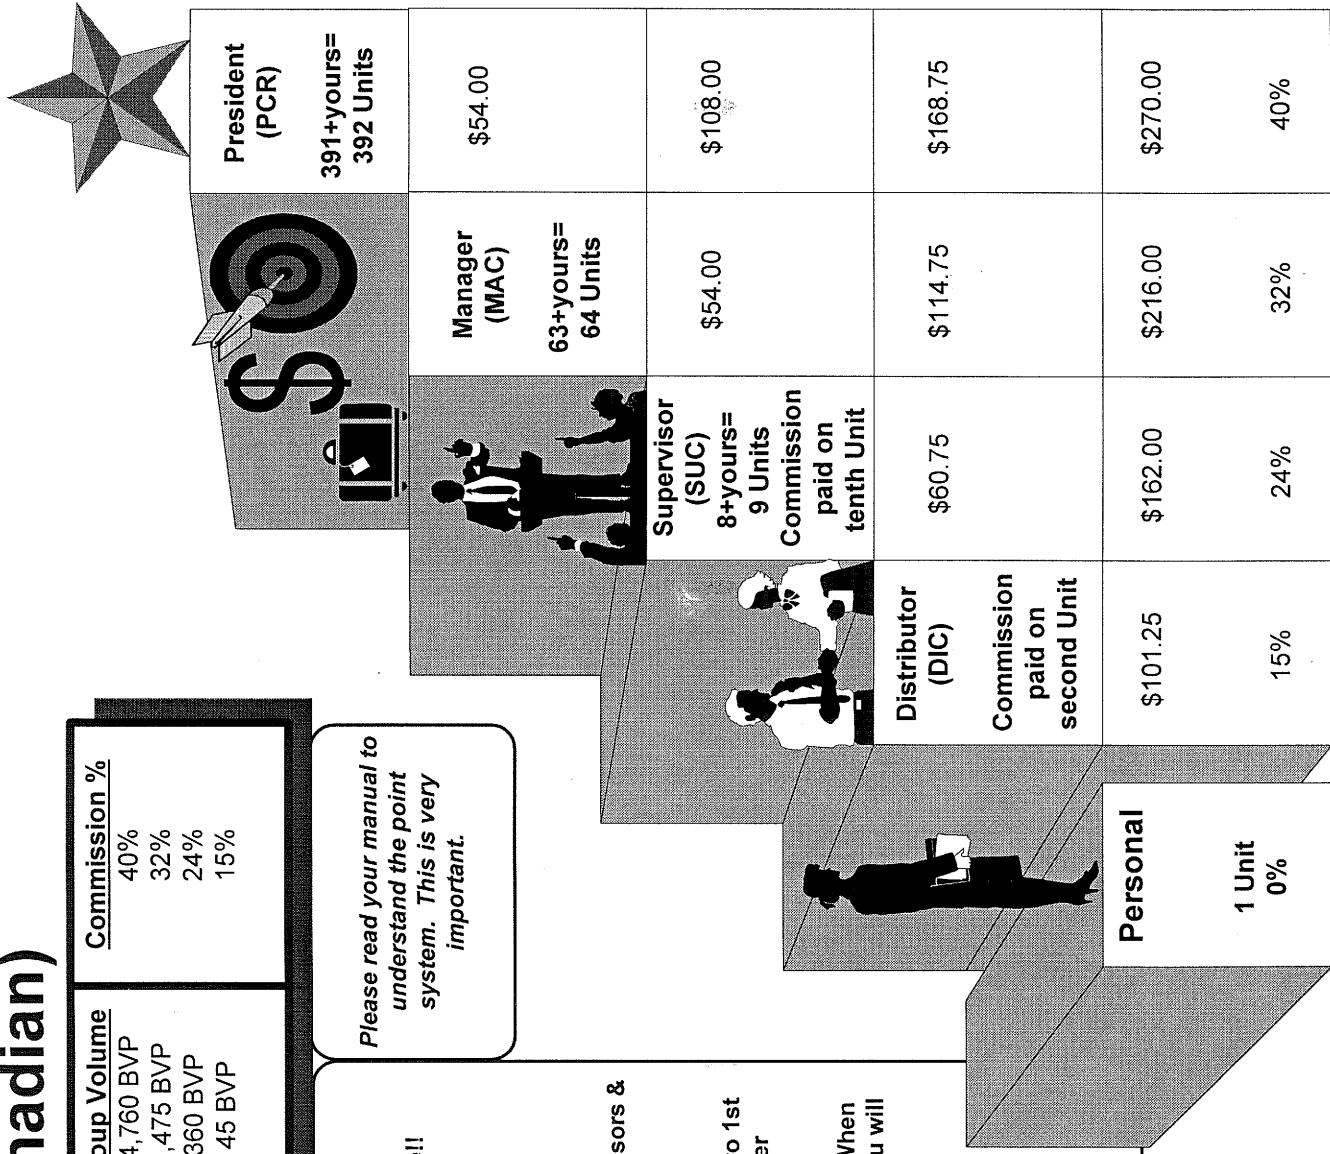 nadian)
oup Volume
4,760 BVP
,475 BVP
360 BVP
45 BVP
Commission %
40%
32%
24%
15%
Please read your manual to
understand the point
system. This is very
important.
!!
sors &
o 1st
er
When
u will
Personal
1 Unit
0%
Distributor
(DIC)
Commission
paid on
second Unit
$101.25
15%
Supervisor
(SUC)
8+yours=
9 Units
Commission
paid on
tenth Unit
$60.75
$162.00
24%
Manager
(MAC)
63+yours=
64 Units
$54.00
$114.75
$216.00
32%
President
(PCR)
391+yours=
392 Units
$54.00
$108.00
$168.75
$270.00
40%